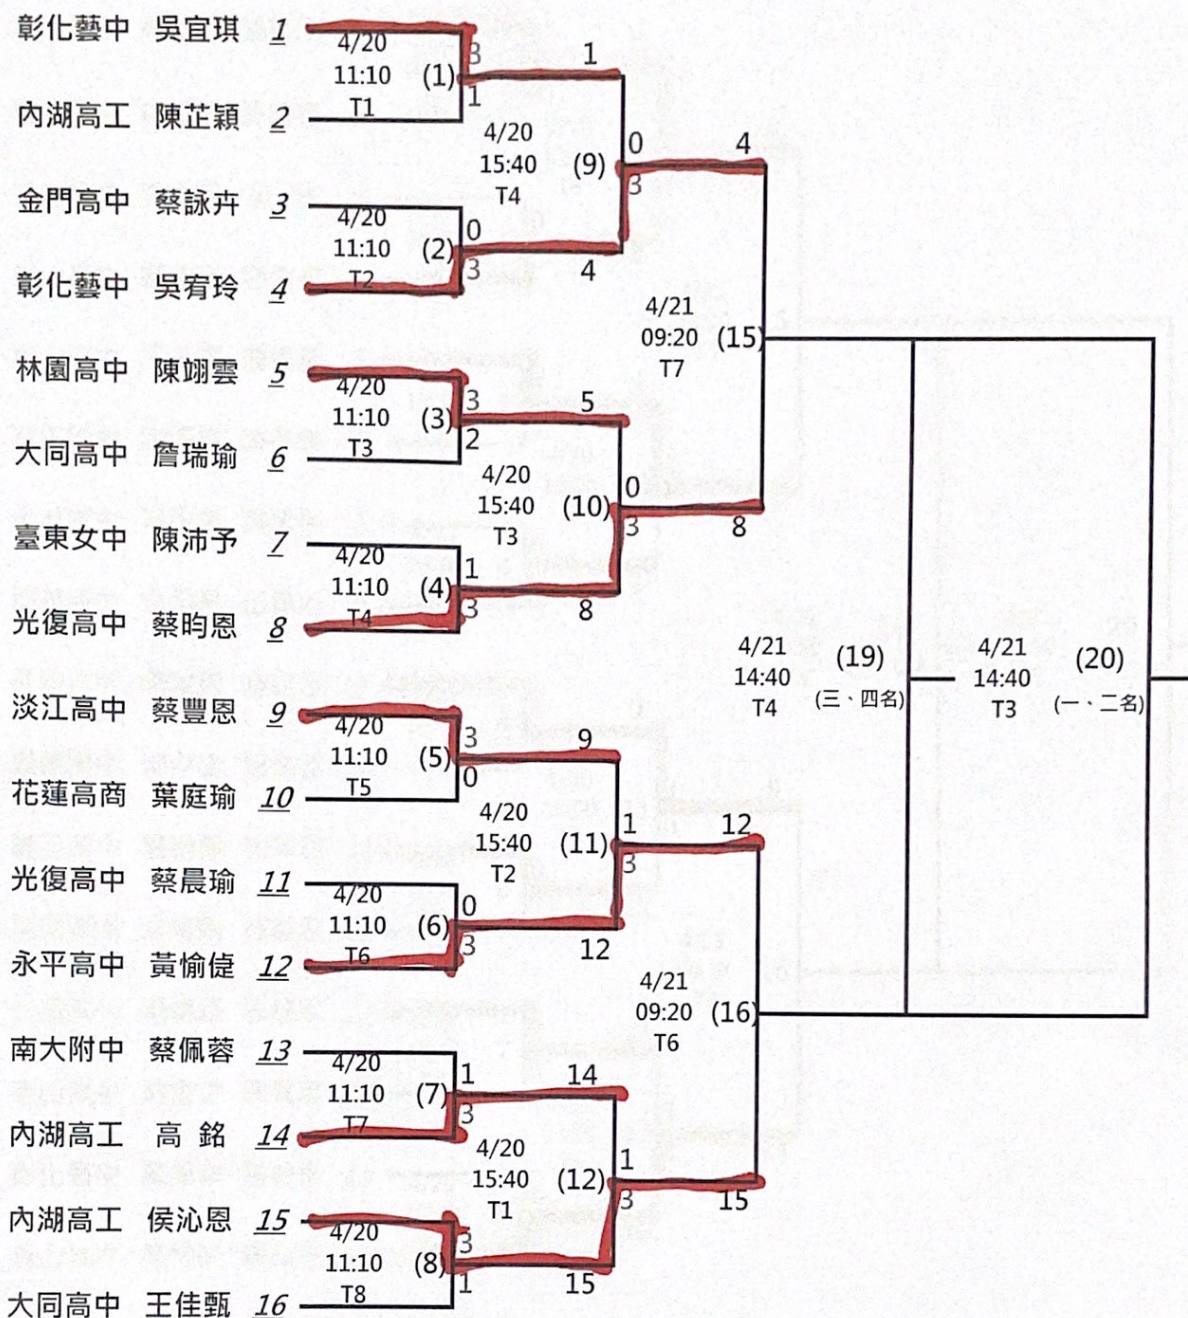 彰化藝中 吳宜琪 1
4/20 3
11:10 (1) 1
T1 1
內湖高工 陳芷穎 2
4/20 0 4
15:40 (9)
T4 3
金門高中 蔡詠卉 3
4/20 0
11:10 (2)
T2 3 4
彰化藝中 吳宥玲 4
4/21
09:20 (15)
T7
林園高中 陳翊雲 5
4/20 3 5
11:10 (3)
T3 2
大同高中 詹瑞瑜 6
4/20 0
15:40 (10)
T3 3 8
臺東女中 陳沛予 7
4/20 1
11:10 (4)
T4 3 8
光復高中 蔡昀恩 8
4/21 (19) 4/21 (20)
14:40 (三、四名) 14:40 (一、二名)
T4 T3
淡江高中 蔡豐恩 9
4/20 3 9
11:10 (5)
T5 0
花蓮高商 葉庭瑜 10
4/20 1 12
15:40 (11)
T2 3
光復高中 蔡晨瑜 11
4/20 0
11:10 (6)
T6 3 12
永平高中 黃愉偼 12
4/21
09:20 (16)
T6
南大附中 蔡佩蓉 13
4/20 1 14
11:10 (7)
T7 3
內湖高工 高 銘 14
4/20 1
15:40 (12)
T1 3 15
內湖高工 侯沁恩 15
4/20 3
11:10 (8)
T8 1 15
大同高中 王佳甄 16